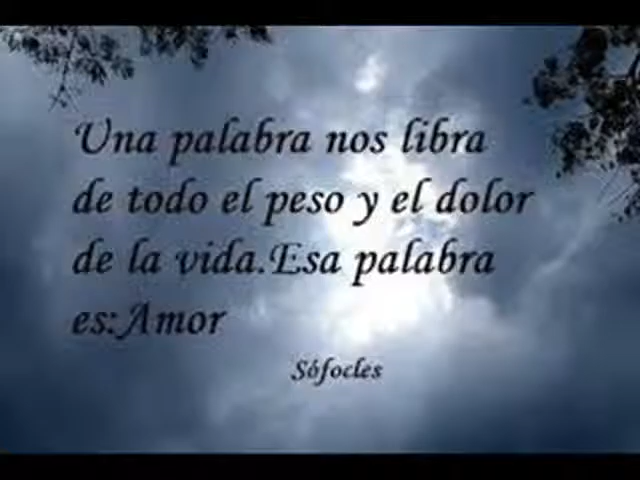 Una palabra nos libra
de todo el peso y el dolor
de la vida.Esa palabra
es:Amor
Sófocles